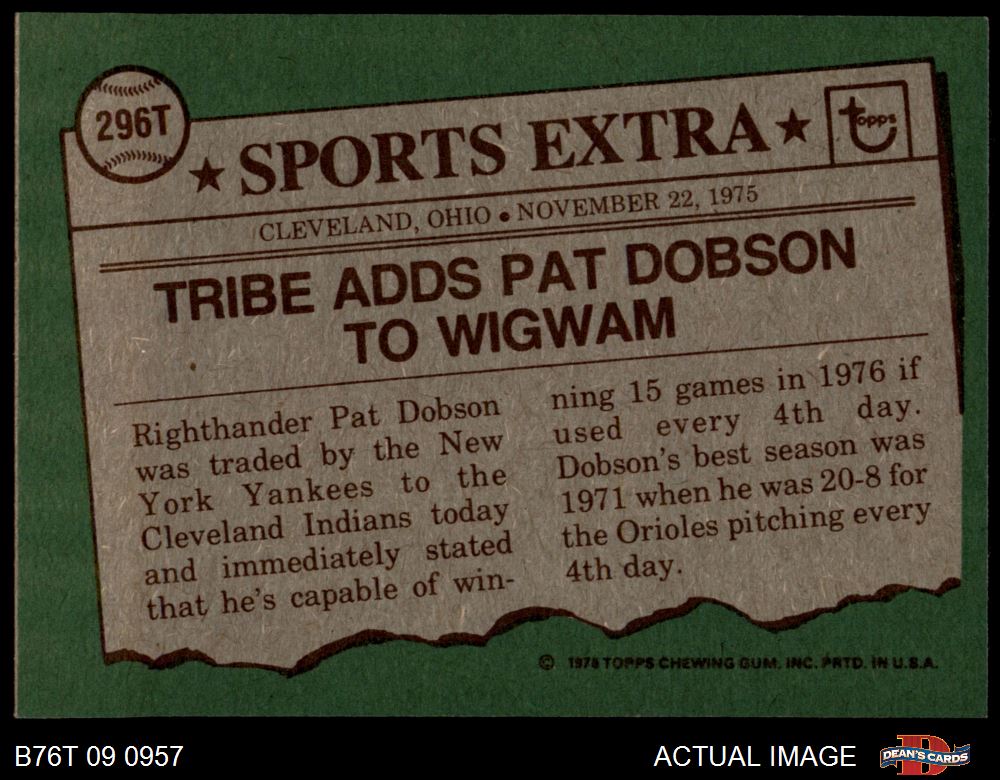 296T
★ SPORTS EXTRA ★
topps
CLEVELAND, OHIO • NOVEMBER 22, 1975
TRIBE ADDS PAT DOBSON
TO WIGWAM
Righthander Pat Dobson
was traded by the New
York Yankees to the
Cleveland Indians today
and immediately stated
that he's capable of win-
ning 15 games in 1976 if
used every 4th day.
Dobson's best season was
1971 when he was 20-8 for
the Orioles pitching every
4th day.
© 1976 TOPPS CHEWING GUM, INC. PRTD. IN U.S.A.
B76T 09 0957
ACTUAL IMAGE
DEAN'S CARDS